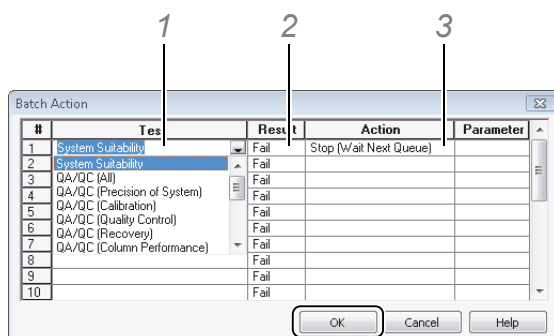 1 2 3
Batch Action
# Test Result Action Parameter
1 System Suitability Fail Stop (Wait Next Queue)
2 System Suitability Fail
3 QA/QC (All) Fail
4 QA/QC (Precision of System) Fail
5 QA/QC (Calibration) Fail
6 QA/QC (Quality Control) Fail
QA/QC (Recovery)
7 QA/QC (Column Performance) Fail
8 Fail
9 Fail
10 Fail
OK Cancel Help